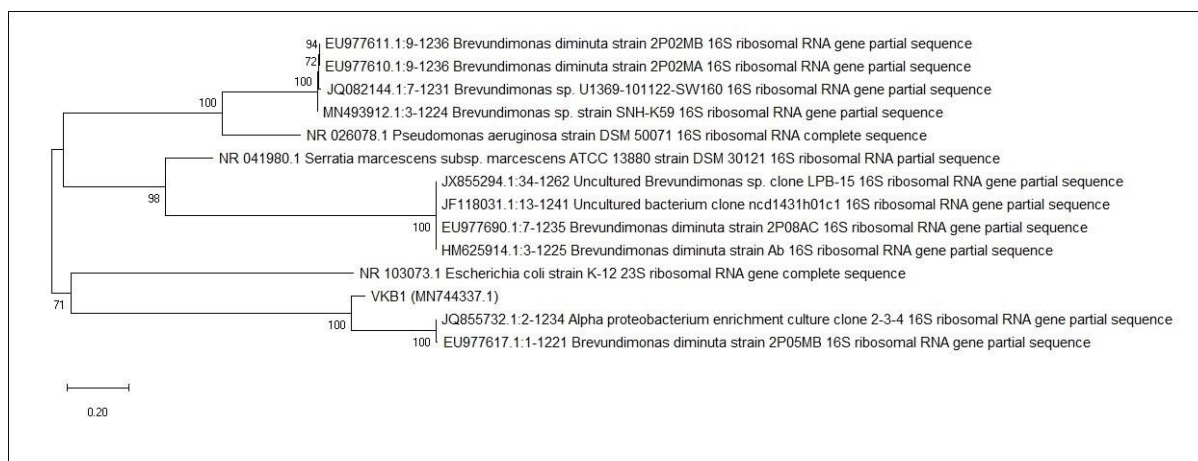 94
EU977611.1:9-1236 Brevundimonas diminuta strain 2P02MB 16S ribosomal RNA gene partial sequence
72
EU977610.1:9-1236 Brevundimonas diminuta strain 2P02MA 16S ribosomal RNA gene partial sequence
100
JQ082144.1:7-1231 Brevundimonas sp. U1369-101122-SW160 16S ribosomal RNA gene partial sequence
100
MN493912.1:3-1224 Brevundimonas sp. strain SNH-K59 16S ribosomal RNA gene partial sequence
NR 026078.1 Pseudomonas aeruginosa strain DSM 50071 16S ribosomal RNA complete sequence
NR 041980.1 Serratia marcescens subsp. marcescens ATCC 13880 strain DSM 30121 16S ribosomal RNA partial sequence
JX855294.1:34-1262 Uncultured Brevundimonas sp. clone LPB-15 16S ribosomal RNA gene partial sequence
98
JF118031.1:13-1241 Uncultured bacterium clone ncd1431h01c1 16S ribosomal RNA gene partial sequence
100
EU977690.1:7-1235 Brevundimonas diminuta strain 2P08AC 16S ribosomal RNA gene partial sequence
HM625914.1:3-1225 Brevundimonas diminuta strain Ab 16S ribosomal RNA gene partial sequence
NR 103073.1 Escherichia coli strain K-12 23S ribosomal RNA gene complete sequence
71
VKB1 (MN744337.1)
100
JQ855732.1:2-1234 Alpha proteobacterium enrichment culture clone 2-3-4 16S ribosomal RNA gene partial sequence
100
EU977617.1:1-1221 Brevundimonas diminuta strain 2P05MB 16S ribosomal RNA gene partial sequence
0.20